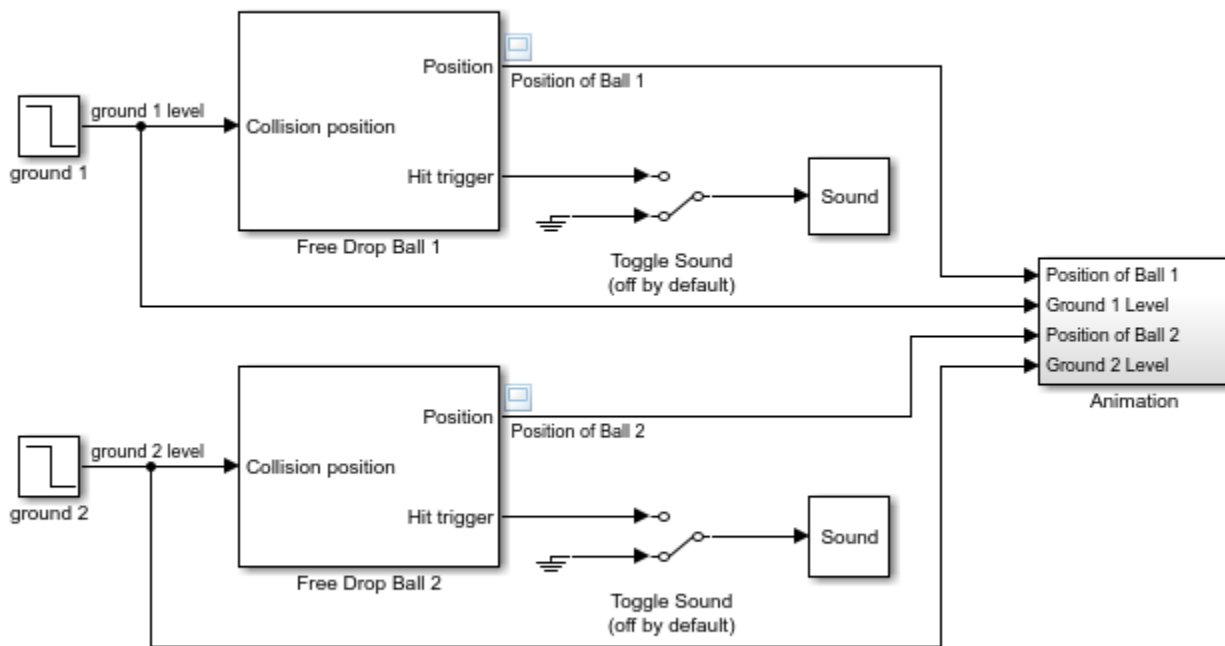 Position
Position of Ball 1
ground 1 level
Collision position
ground 1
Hit trigger
Sound
Free Drop Ball 1
Toggle Sound
(off by default)
Position of Ball 1
Ground 1 Level
Position of Ball 2
Ground 2 Level
Animation
Position
Position of Ball 2
ground 2 level
Collision position
ground 2
Hit trigger
Sound
Free Drop Ball 2
Toggle Sound
(off by default)